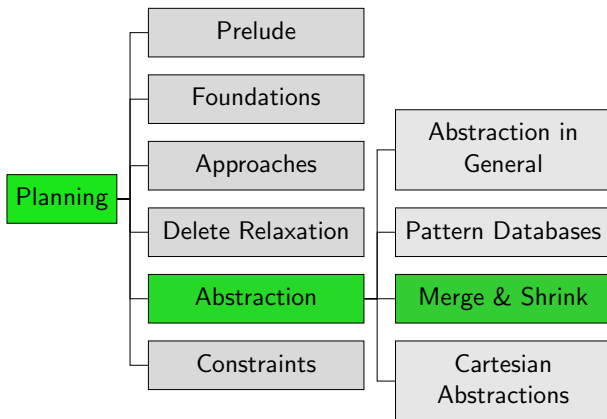 Planning
Prelude
Foundations
Approaches
Delete Relaxation
Abstraction
Constraints
Abstraction in
General
Pattern Databases
Merge & Shrink
Cartesian
Abstractions